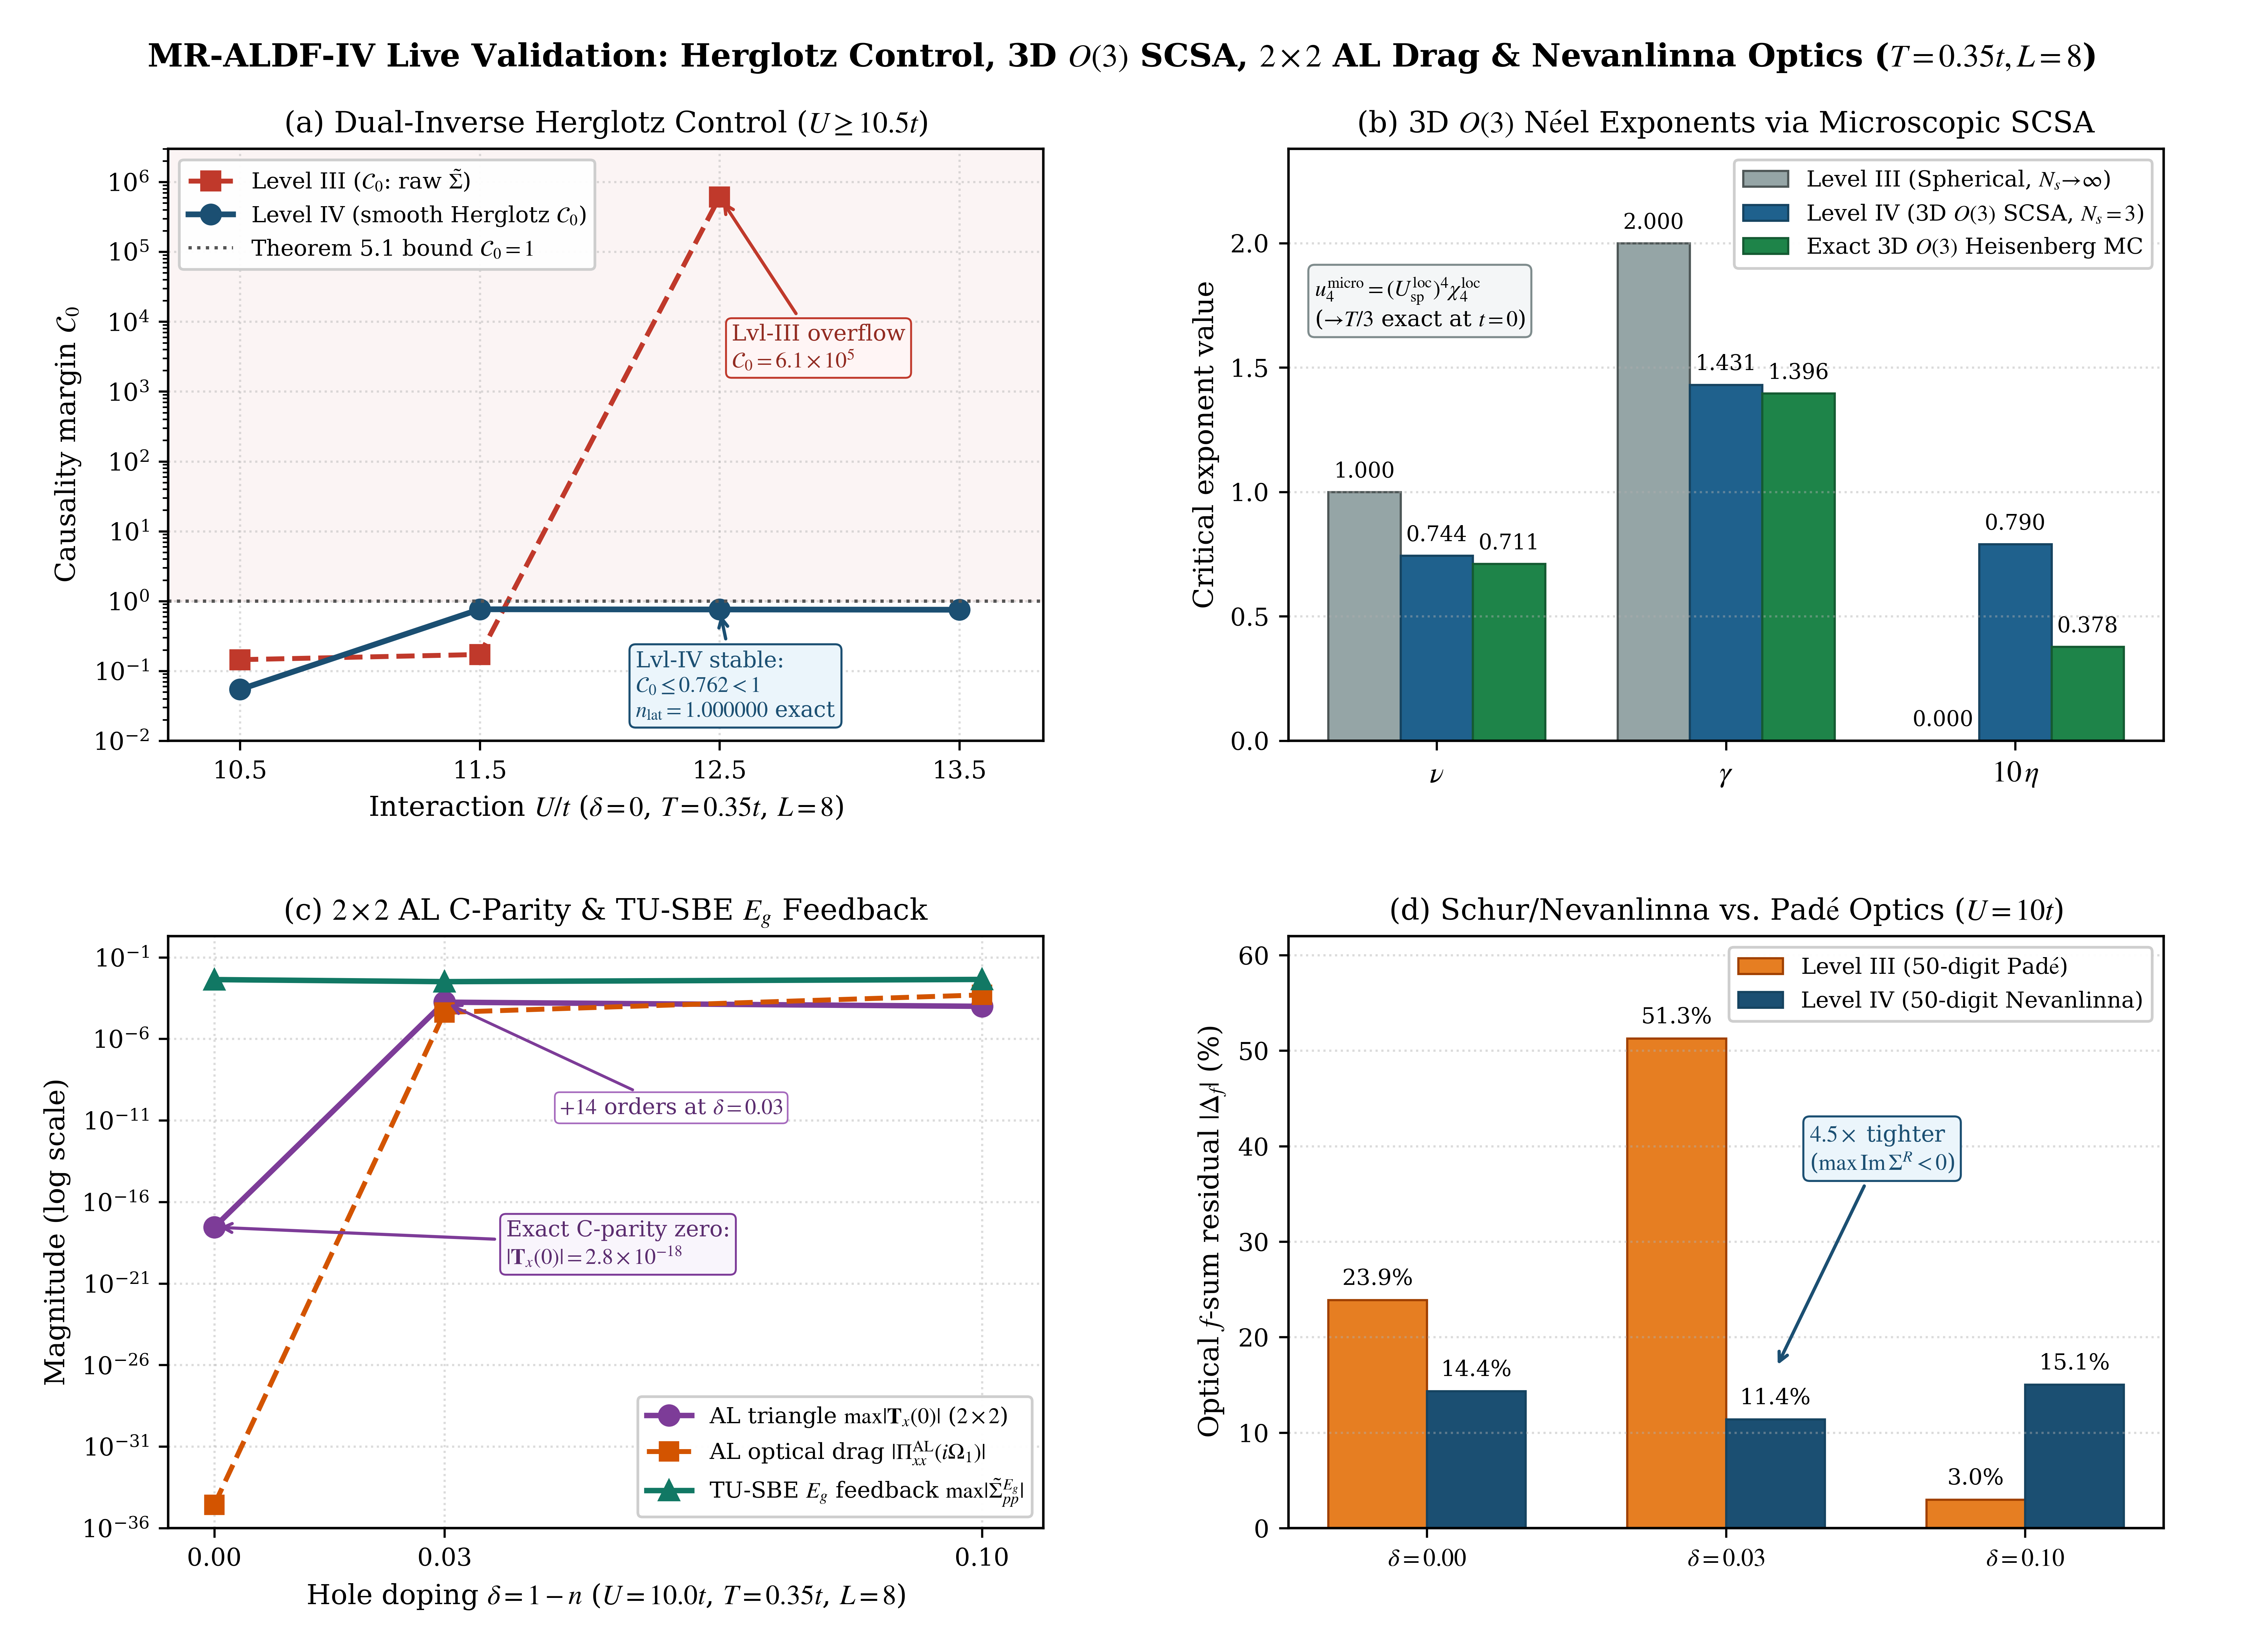 MR-ALDF-IV Live Validation: Herglotz Control, 3D O(3) SCSA, 2×2 AL Drag & Nevanlinna Optics (T=0.35t, L=8)
(a) Dual-Inverse Herglotz Control (U≥10.5t)
Level III (𝒞₀: raw Σ̃)
Level IV (smooth Herglotz 𝒞₀)
Theorem 5.1 bound 𝒞₀=1
Causality margin 𝒞₀
10⁶
10⁵
10⁴
10³
10²
10¹
10⁰
10⁻¹
10⁻²
Lvl-III overflow
𝒞₀=6.1×10⁵
Lvl-IV stable:
𝒞₀≤0.762<1
n_lat=1.000000 exact
10.5 11.5 12.5 13.5
Interaction U/t (δ=0, T=0.35t, L=8)
(b) 3D O(3) Néel Exponents via Microscopic SCSA
Level III (Spherical, N_s→∞)
Level IV (3D O(3) SCSA, N_s=3)
Exact 3D O(3) Heisenberg MC
u₄^micro=(U_sp^loc)⁴χ₄^loc
(→T/3 exact at t=0)
Critical exponent value
2.0
1.5
1.0
0.5
0.0
1.000 0.744 0.711
2.000 1.431 1.396
0.000 0.790 0.378
ν γ 10η
(c) 2×2 AL C-Parity & TU-SBE E_g Feedback
Magnitude (log scale)
10⁻¹
10⁻⁶
10⁻¹¹
10⁻¹⁶
10⁻²¹
10⁻²⁶
10⁻³¹
10⁻³⁶
+14 orders at δ=0.03
Exact C-parity zero:
|𝐓ₓ(0)|=2.8×10⁻¹⁸
AL triangle max|𝐓ₓ(0)| (2×2)
AL optical drag |Π_xx^AL(iΩ₁)|
TU-SBE E_g feedback max|Σ̃_pp^{E_g}|
0.00 0.03 0.10
Hole doping δ=1−n (U=10.0t, T=0.35t, L=8)
(d) Schur/Nevanlinna vs. Padé Optics (U=10t)
Level III (50-digit Padé)
Level IV (50-digit Nevanlinna)
Optical f-sum residual |Δ_f| (%)
60
50
40
30
20
10
0
23.9% 14.4%
51.3% 11.4%
3.0% 15.1%
4.5× tighter
(max Im Σ^R<0)
δ=0.00 δ=0.03 δ=0.10